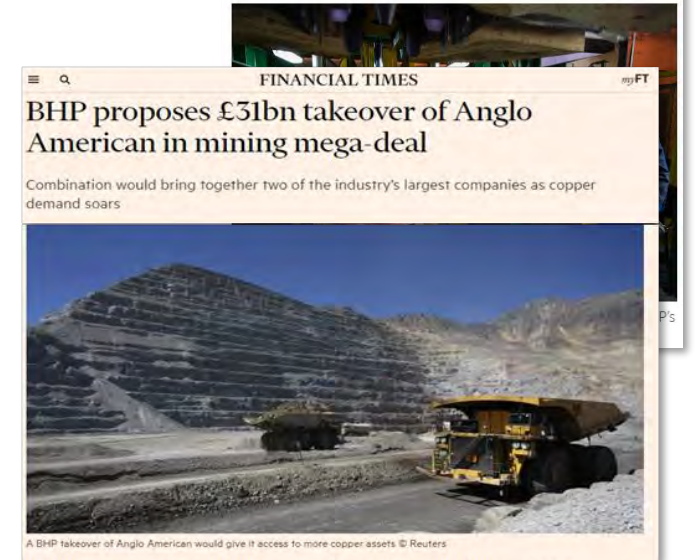 FINANCIAL TIMES
myFT
BHP proposes £31bn takeover of Anglo
American in mining mega-deal
Combination would bring together two of the industry's largest companies as copper
demand soars
P's
A BHP takeover of Anglo American would give it access to more copper assets © Reuters